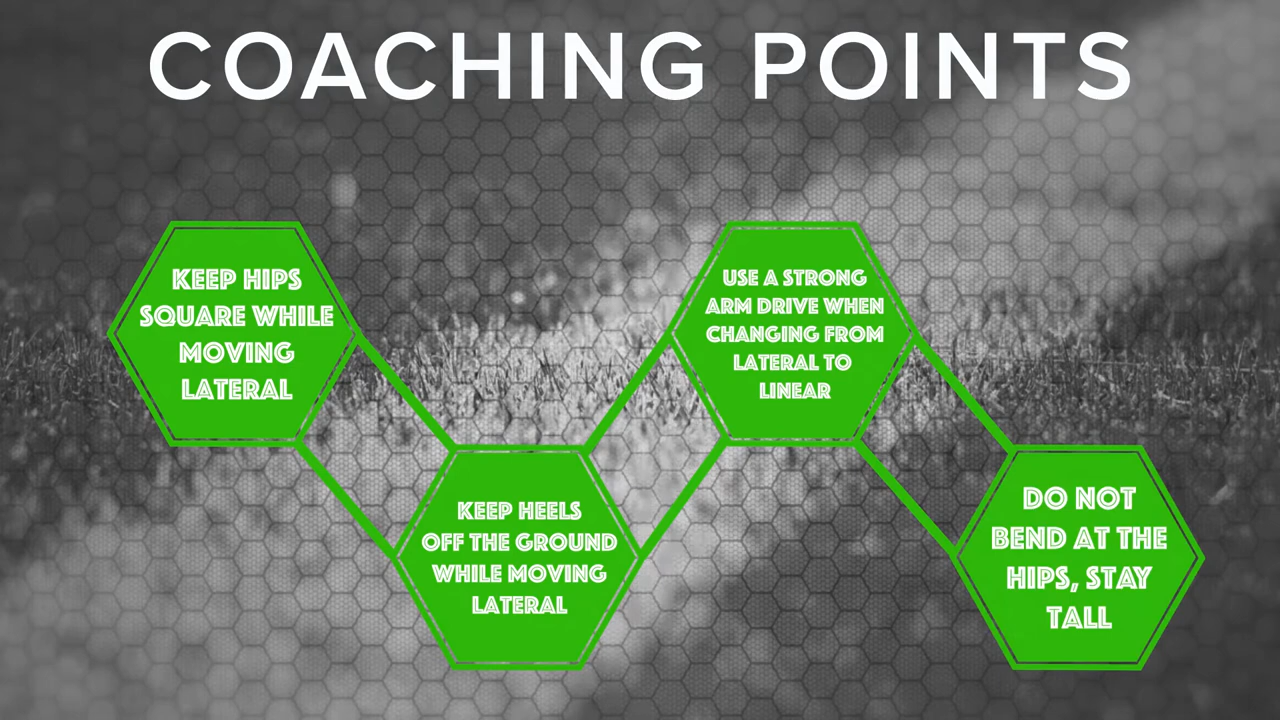 COACHING POINTS
KEEP HIPS
SQUARE WHILE
MOVING
LATERAL
KEEP HEELS
OFF THE GROUND
WHILE MOVING
LATERAL
USE A STRONG
ARM DRIVE WHEN
CHANGING FROM
LATERAL TO
LINEAR
DO NOT
BEND AT THE
HIPS, STAY
TALL